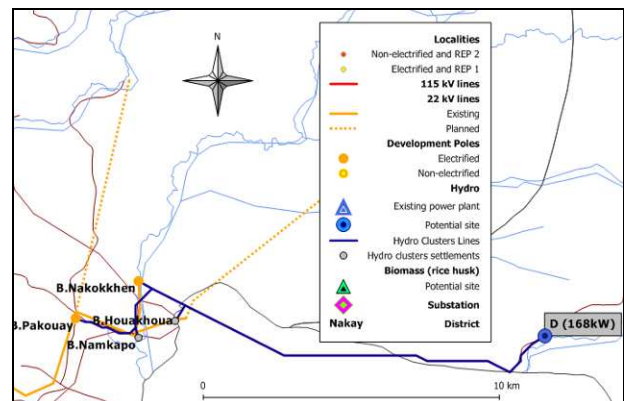 N
Localities
Non-electrified and REP 2
Electrified and REP 1
115 kV lines
22 kV lines
Existing
Planned
Development Poles
Electrified
Non-electrified
Hydro
Existing power plant
Potential site
Hydro Clusters Lines
Hydro clusters settlements
Biomass (rice husk)
Potential site
Substation
Nakay District
B.Nakokkhen
B.Pakouay
B.Houakhoua
B.Namkapo
D (168kW)
0 10 km